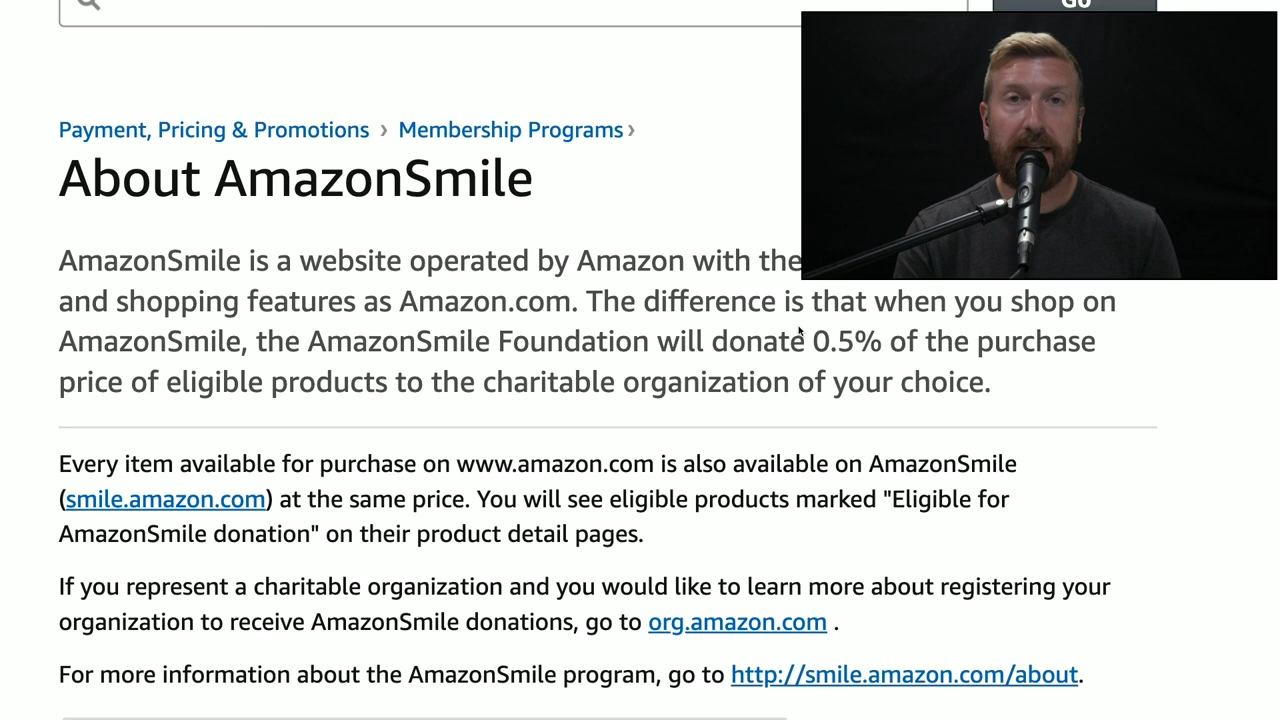 Go
Payment, Pricing & Promotions › Membership Programs ›
About AmazonSmile
AmazonSmile is a website operated by Amazon with the
and shopping features as Amazon.com. The difference is that when you shop on
AmazonSmile, the AmazonSmile Foundation will donate 0.5% of the purchase
price of eligible products to the charitable organization of your choice.
Every item available for purchase on www.amazon.com is also available on AmazonSmile
(smile.amazon.com) at the same price. You will see eligible products marked "Eligible for
AmazonSmile donation" on their product detail pages.
If you represent a charitable organization and you would like to learn more about registering your
organization to receive AmazonSmile donations, go to org.amazon.com .
For more information about the AmazonSmile program, go to http://smile.amazon.com/about.